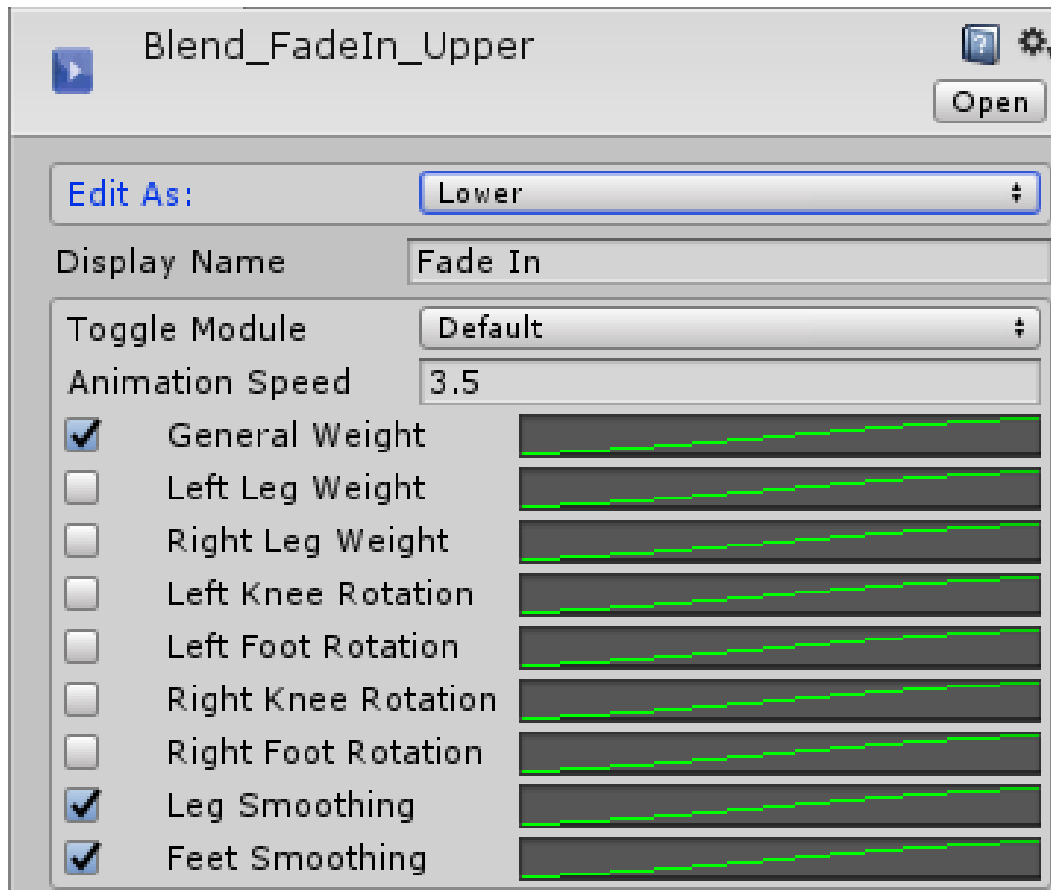 Blend_FadeIn_Upper
Open
Edit As: Lower
Display Name Fade In
Toggle Module Default
Animation Speed 3.5
General Weight
Left Leg Weight
Right Leg Weight
Left Knee Rotation
Left Foot Rotation
Right Knee Rotation
Right Foot Rotation
Leg Smoothing
Feet Smoothing